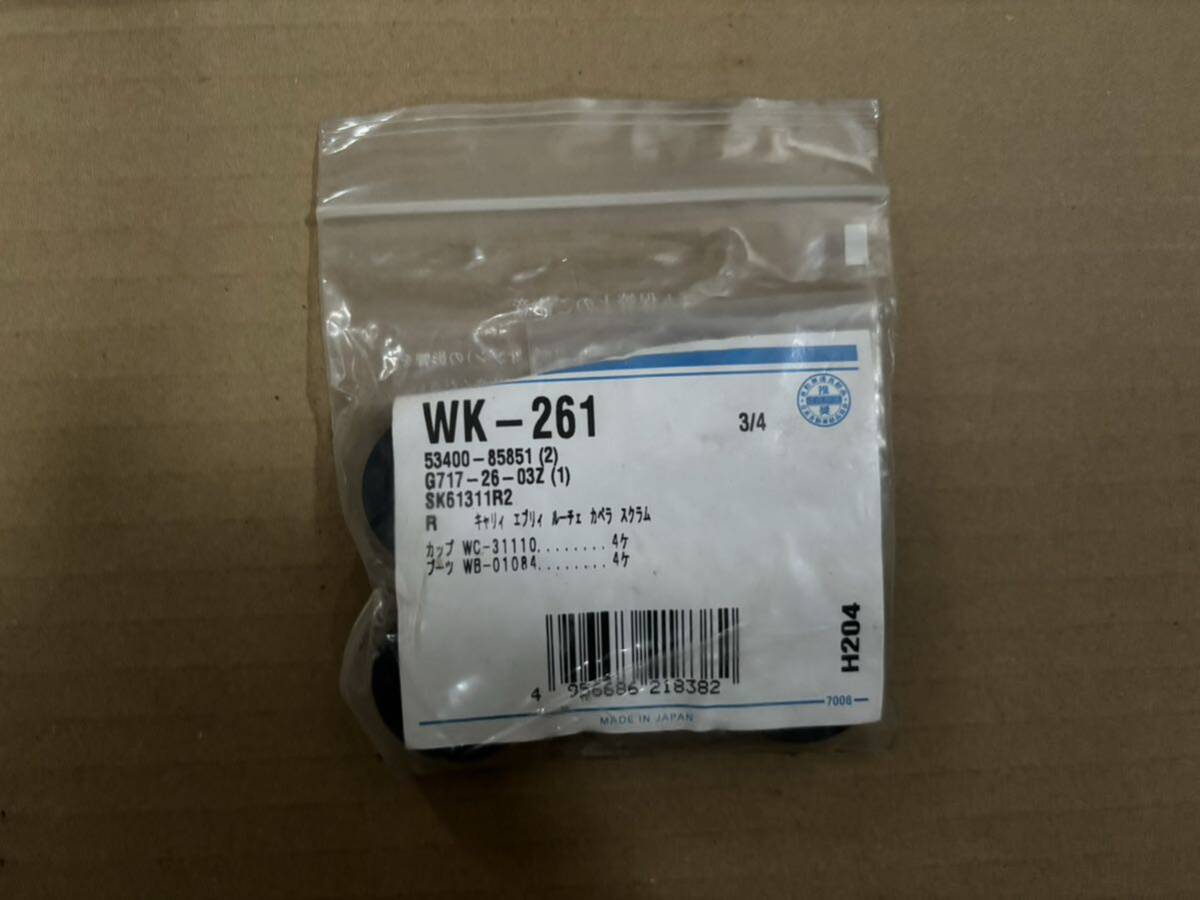 WK-261
3/4
53400-85851 (2)
G717-26-03Z (1)
SK61311R2
R キャリィ エブリィ ルーチェ カペラ スクラム
カップ WC-31110........4ケ
ブーツ WB-01084........4ケ
H204
4 956686 218382
7008
MADE IN JAPAN